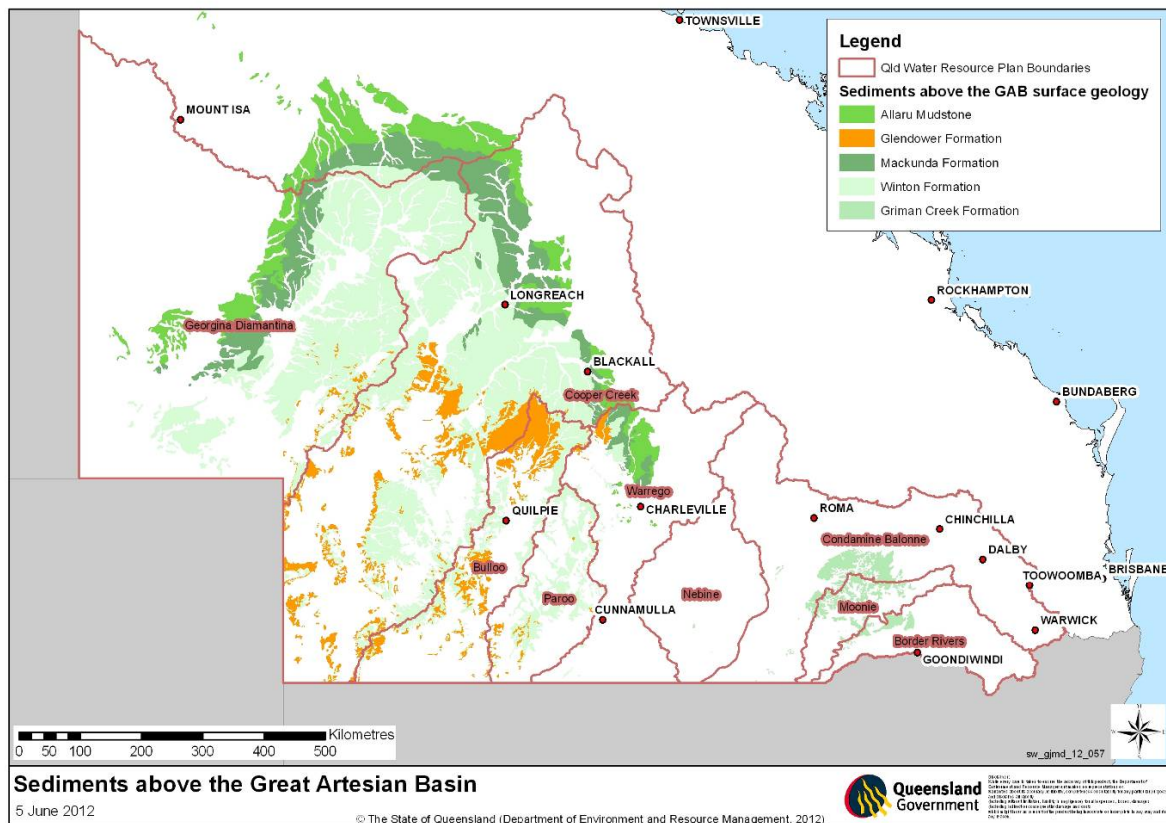 TOWNSVILLE
Legend
Qld Water Resource Plan Boundaries
Sediments above the GAB surface geology
Allaru Mudstone
Glendower Formation
Mackunda Formation
Winton Formation
Griman Creek Formation
MOUNT ISA
LONGREACH
ROCKHAMPTON
Georgina Diamantina
BLACKALL
Cooper Creek
BUNDABERG
Warrego
CHARLEVILLE
QUILPIE
ROMA
CHINCHILLA
Condamine Balonne
DALBY
Bulloo
BRISBANE
TOOWOOMBA
Paroo
Nebine
Moonie
CUNNAMULLA
WARWICK
Border Rivers
GOONDIWINDI
Kilometres
0 50 100 200 300 400 500
sw_gjmd_12_057
Sediments above the Great Artesian Basin
5 June 2012
© The State of Queensland (Department of Environment and Resource Management, 2012)
Queensland
Government